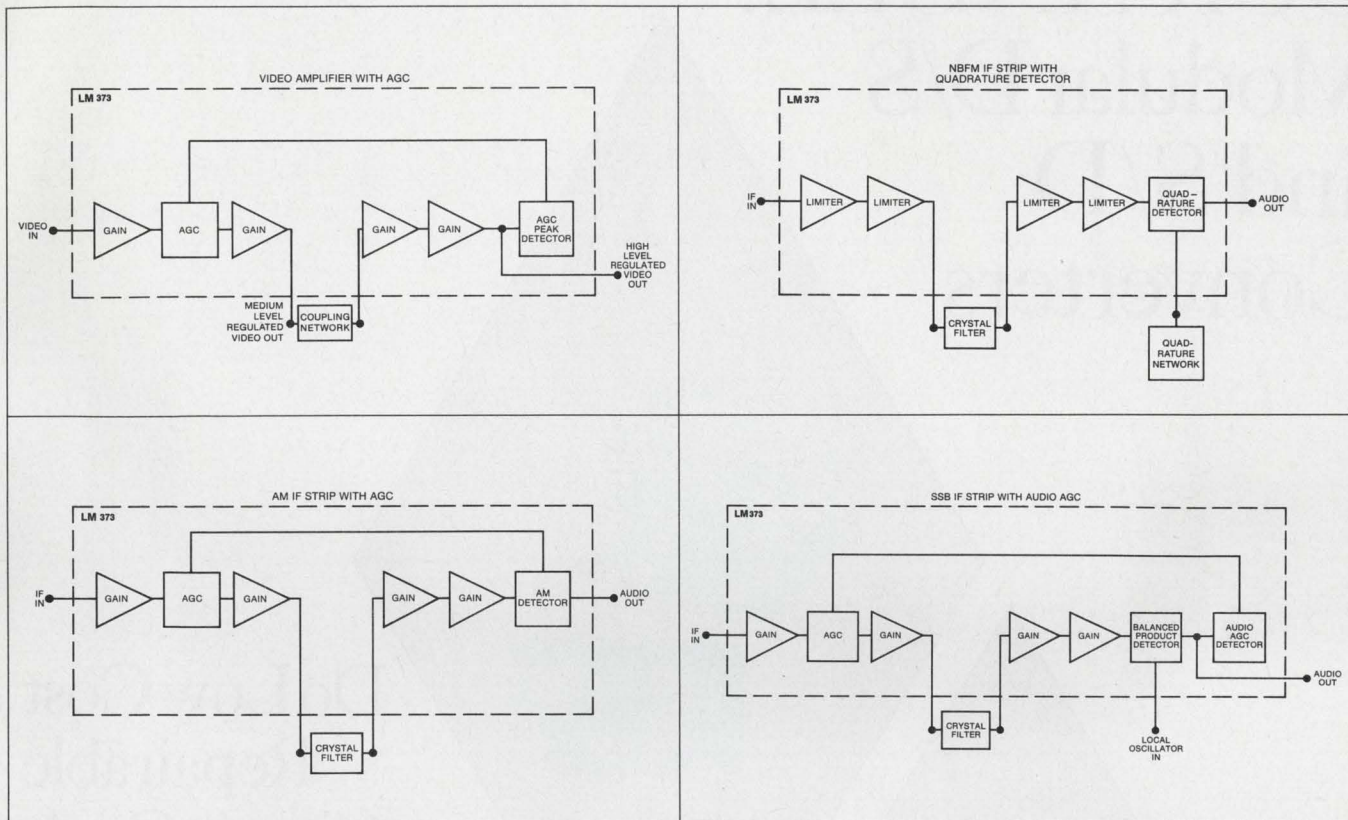 VIDEO AMPLIFIER WITH AGC
LM 373
VIDEO
IN
GAIN
AGC
GAIN
GAIN
GAIN
AGC
PEAK
DETECTOR
HIGH
LEVEL
REGULATED
VIDEO
OUT
MEDIUM
LEVEL
REGULATED
VIDEO OUT
COUPLING
NETWORK
NBFM IF STRIP WITH
QUADRATURE DETECTOR
LM 373
IF
IN
LIMITER
LIMITER
LIMITER
LIMITER
QUAD-
RATURE
DETECTOR
AUDIO
OUT
CRYSTAL
FILTER
QUAD-
RATURE
NETWORK
AM IF STRIP WITH AGC
LM 373
IF
IN
GAIN
AGC
GAIN
GAIN
GAIN
AM
DETECTOR
AUDIO
OUT
CRYSTAL
FILTER
SSB IF STRIP WITH AUDIO AGC
LM373
IF
IN
GAIN
AGC
GAIN
GAIN
GAIN
BALANCED
PRODUCT
DETECTOR
AUDIO
AGC
DETECTOR
AUDIO
OUT
CRYSTAL
FILTER
LOCAL
OSCILLATOR
IN